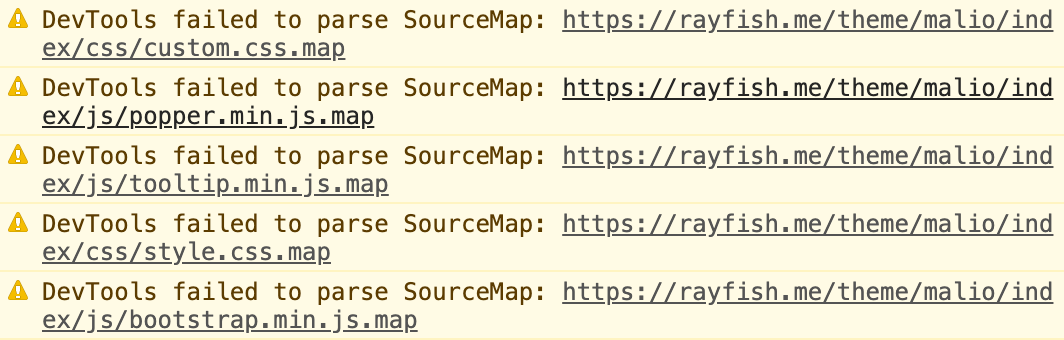 DevTools failed to parse SourceMap: https://rayfish.me/theme/malio/ind
ex/css/custom.css.map
DevTools failed to parse SourceMap: https://rayfish.me/theme/malio/ind
ex/js/popper.min.js.map
DevTools failed to parse SourceMap: https://rayfish.me/theme/malio/ind
ex/js/tooltip.min.js.map
DevTools failed to parse SourceMap: https://rayfish.me/theme/malio/ind
ex/css/style.css.map
DevTools failed to parse SourceMap: https://rayfish.me/theme/malio/ind
ex/js/bootstrap.min.js.map